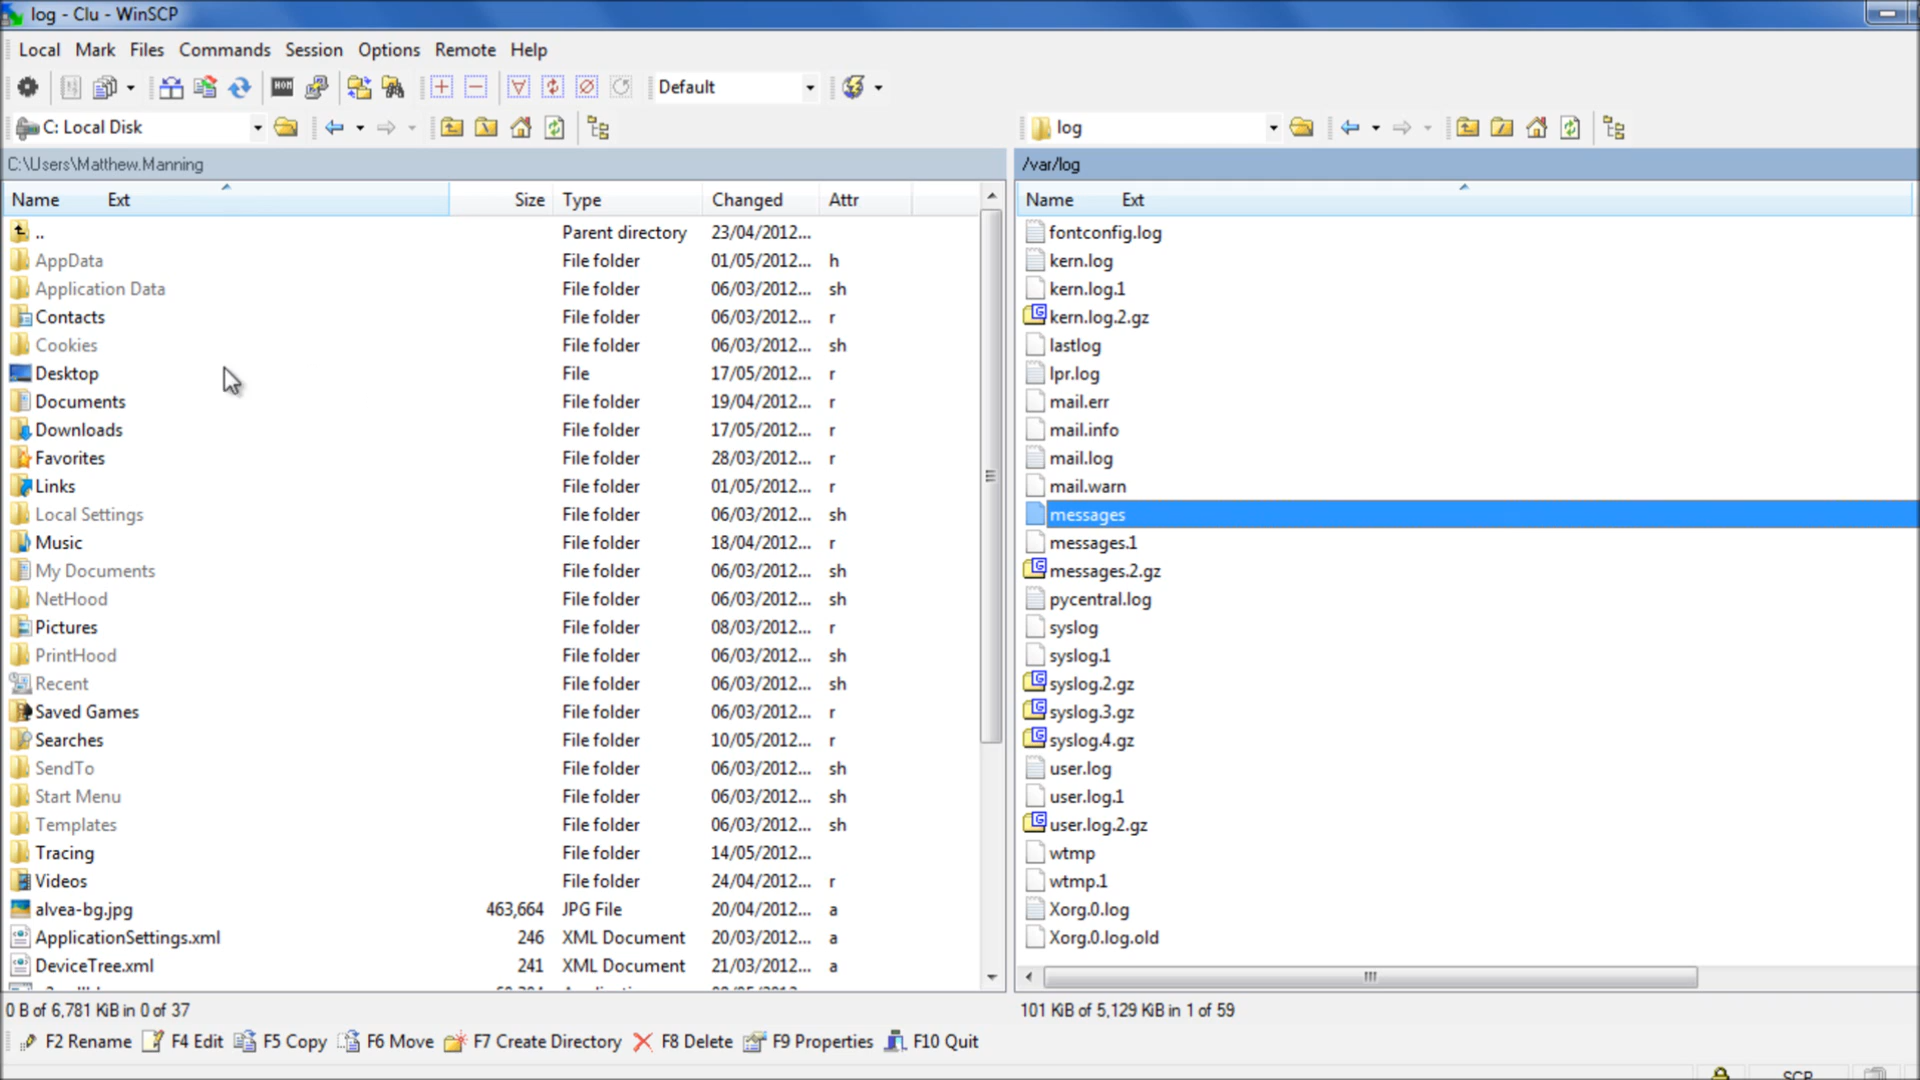 log - Clu - WinSCP
Local Mark Files Commands Session Options Remote Help
Default
C: Local Disk
log
C:\Users\Matthew.Manning
/var/log
Name Ext Size Type Changed Attr
Name Ext
.. Parent directory 23/04/2012...
AppData File folder 01/05/2012... h
Application Data File folder 06/03/2012... sh
Contacts File folder 06/03/2012... r
Cookies File folder 06/03/2012... sh
Desktop File 17/05/2012... r
Documents File folder 19/04/2012... r
Downloads File folder 17/05/2012... r
Favorites File folder 28/03/2012... r
Links File folder 01/05/2012... r
Local Settings File folder 06/03/2012... sh
Music File folder 18/04/2012... r
My Documents File folder 06/03/2012... sh
NetHood File folder 06/03/2012... sh
Pictures File folder 08/03/2012... r
PrintHood File folder 06/03/2012... sh
Recent File folder 06/03/2012... sh
Saved Games File folder 06/03/2012... r
Searches File folder 10/05/2012... r
SendTo File folder 06/03/2012... sh
Start Menu File folder 06/03/2012... sh
Templates File folder 06/03/2012... sh
Tracing File folder 14/05/2012...
Videos File folder 24/04/2012... r
alvea-bg.jpg 463,664 JPG File 20/04/2012... a
ApplicationSettings.xml 246 XML Document 20/03/2012... a
DeviceTree.xml 241 XML Document 21/03/2012... a
fontconfig.log
kern.log
kern.log.1
kern.log.2.gz
lastlog
lpr.log
mail.err
mail.info
mail.log
mail.warn
messages
messages.1
messages.2.gz
pycentral.log
syslog
syslog.1
syslog.2.gz
syslog.3.gz
syslog.4.gz
user.log
user.log.1
user.log.2.gz
wtmp
wtmp.1
Xorg.0.log
Xorg.0.log.old
0 B of 6,781 KiB in 0 of 37
101 KiB of 5,129 KiB in 1 of 59
F2 Rename F4 Edit F5 Copy F6 Move F7 Create Directory F8 Delete F9 Properties F10 Quit
SCP